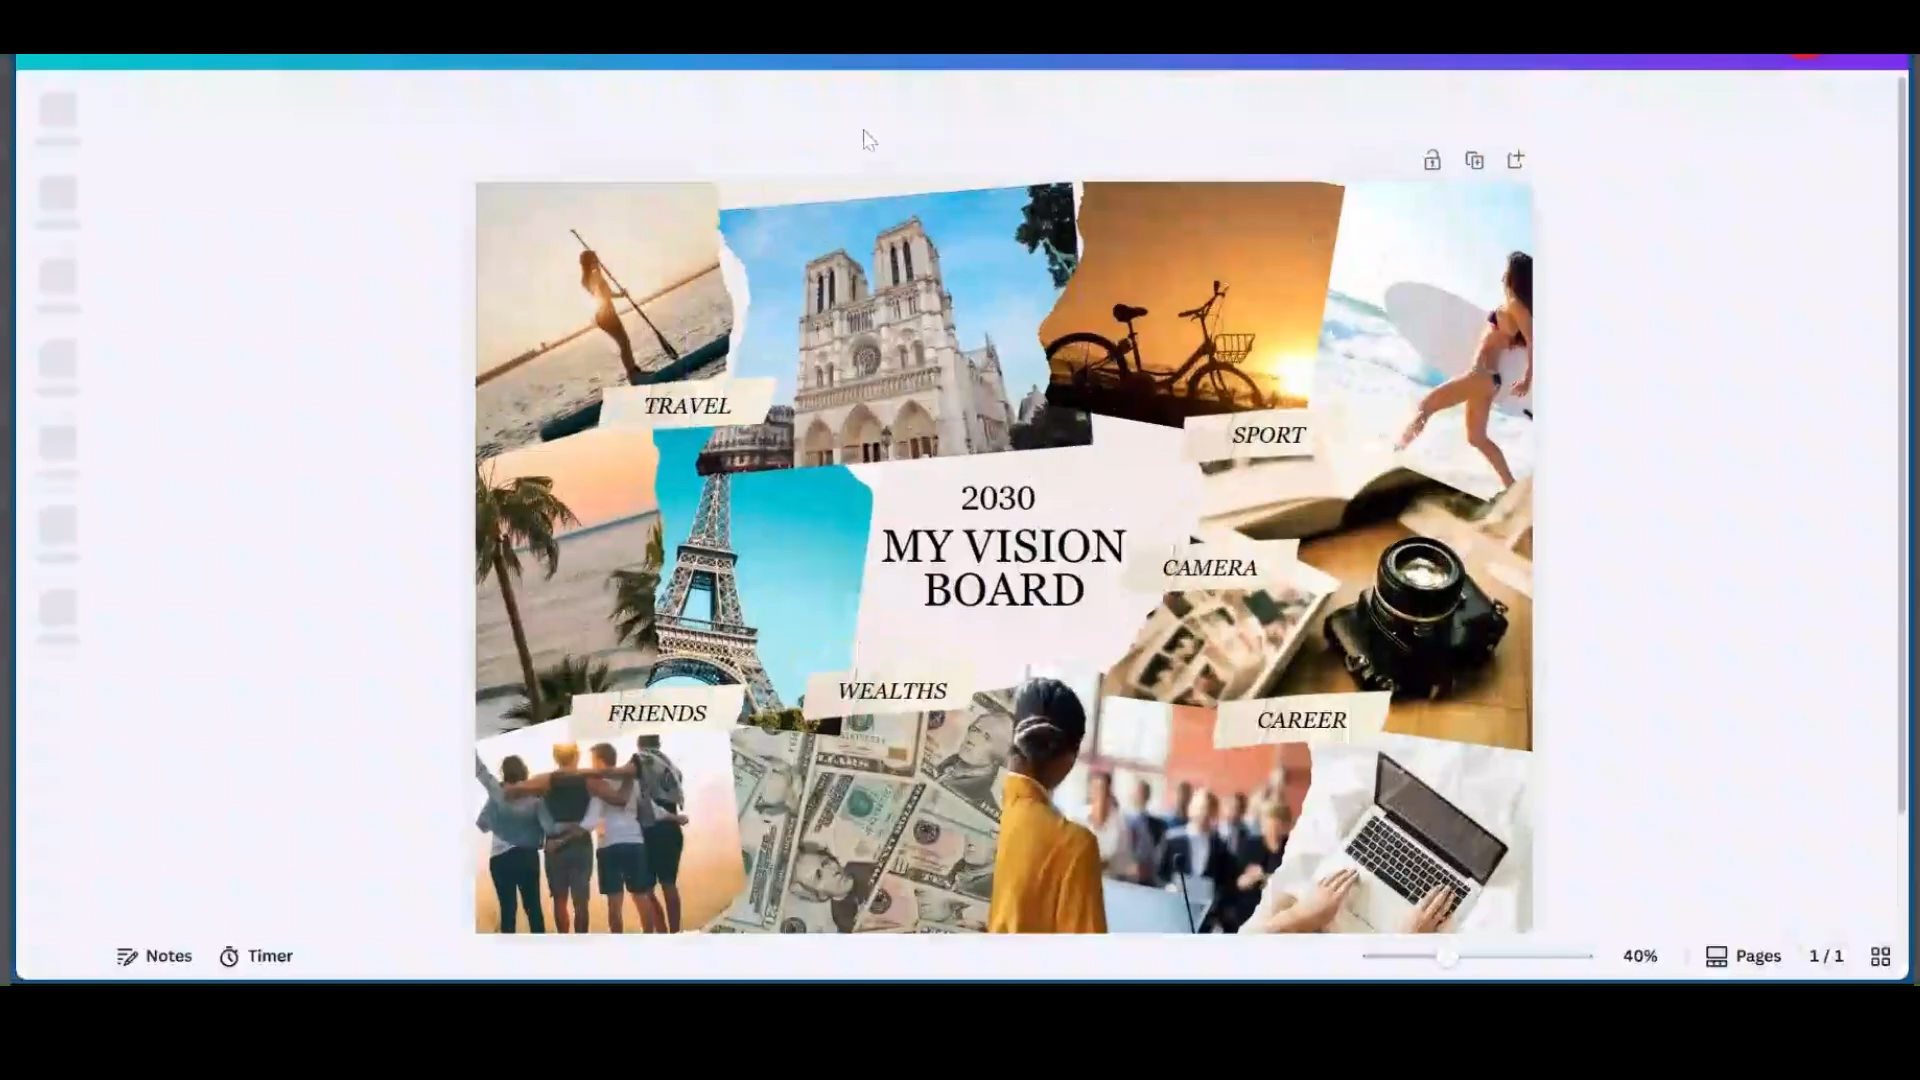 TRAVEL
SPORT
2030
MY VISION
BOARD
CAMERA
WEALTHS
FRIENDS
CAREER
Notes
Timer
40%
Pages
1 / 1